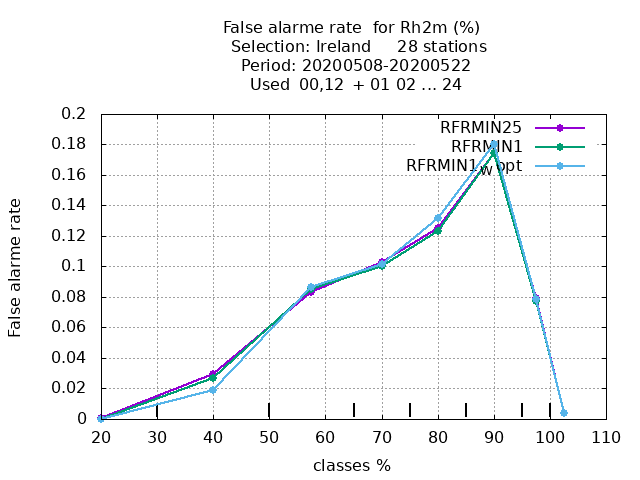 False alarme rate  for Rh2m (%)
Selection: Ireland     28 stations
Period: 20200508-20200522
Used  00,12  + 01 02 ... 24
RFRMIN25
RFRMIN1
RFRMIN1_w_opt
False alarme rate
0.2
0.18
0.16
0.14
0.12
0.1
0.08
0.06
0.04
0.02
0
20 30 40 50 60 70 80 90 100 110
classes %